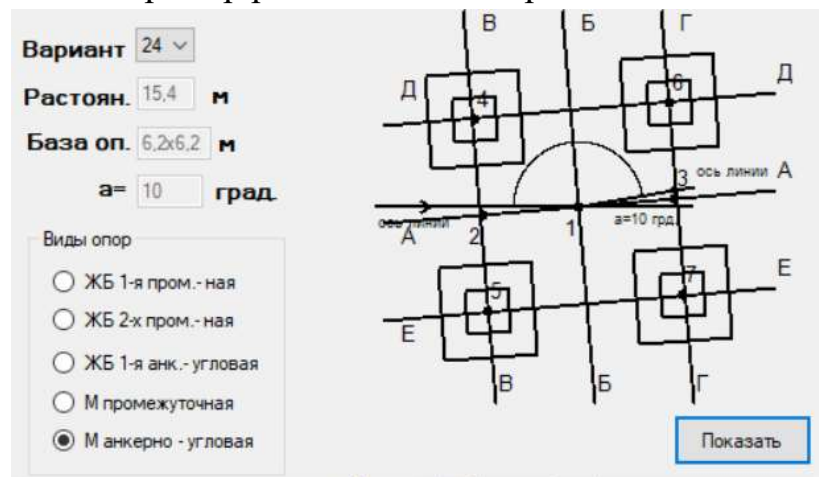 Вариант 24
Растоян. 15,4 м
База оп. 6,2х6,2 м
а= 10 град.
Виды опор
ЖБ 1-я пром.- ная
ЖБ 2-х пром.- ная
ЖБ 1-я анк.- угловая
М промежуточная
М анкерно - угловая
В Б Г
Д 4 6 Д
3 ось линии А
ось линии А 2 1 а=10 грд.
5 7 Е
Е
В Б Г
Показать